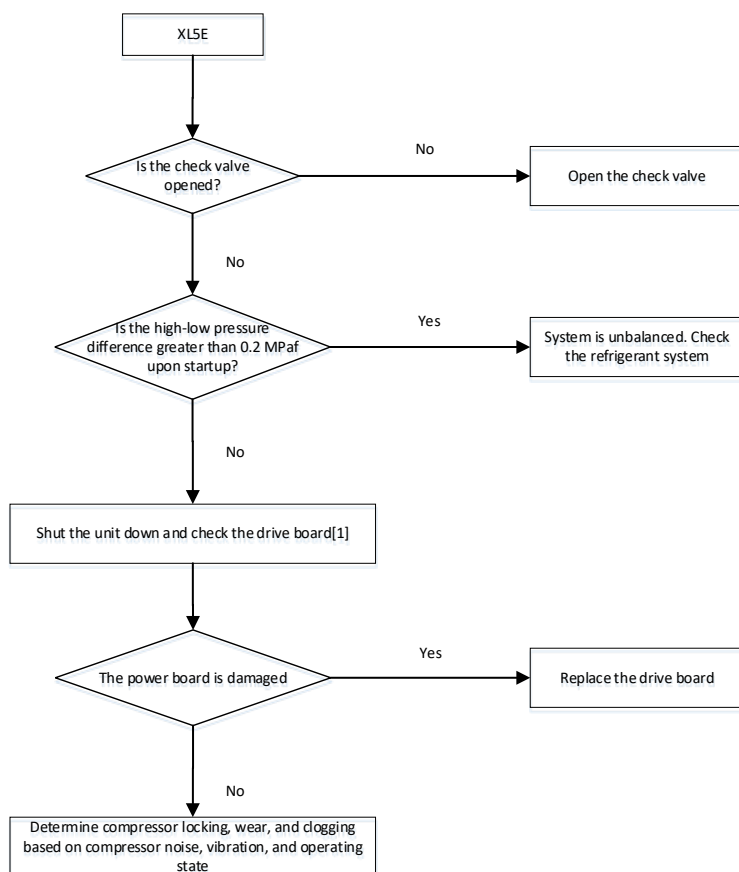 XL5E
Is the check valve
opened?
No
Open the check valve
No
Is the high-low pressure
difference greater than 0.2 MPaf
upon startup?
Yes
System is unbalanced. Check
the refrigerant system
No
Shut the unit down and check the drive board[1]
The power board is damaged
Yes
Replace the drive board
No
Determine compressor locking, wear, and clogging
based on compressor noise, vibration, and operating
state